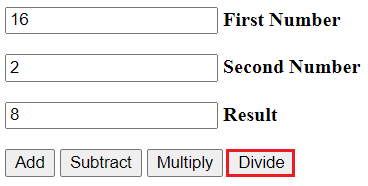 16 First Number
2 Second Number
8 Result
Add Subtract Multiply Divide